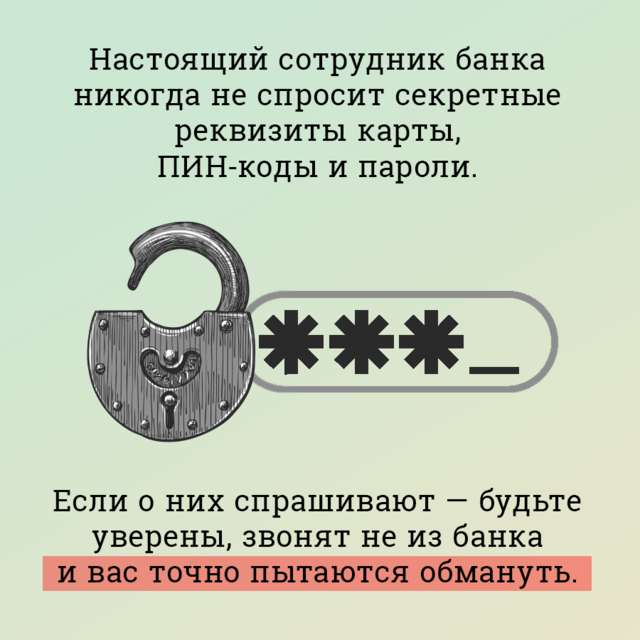 Настоящий сотрудник банка
никогда не спросит секретные
реквизиты карты,
ПИН-коды и пароли.
***_
Если о них спрашивают — будьте
уверены, звонят не из банка
и вас точно пытаются обмануть.